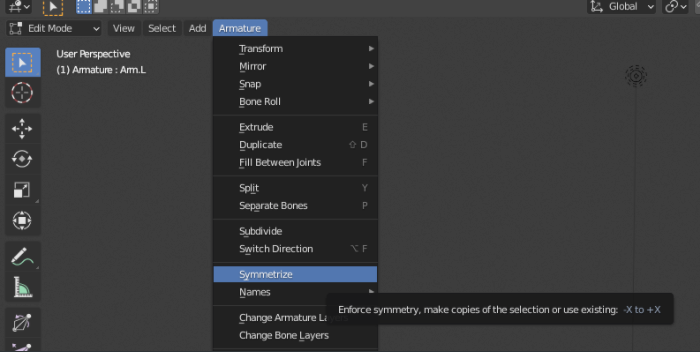 Global
Edit Mode View Select Add Armature
User Perspective
(1) Armature : Arm.L
Transform
Mirror
Snap
Bone Roll
Extrude E
Duplicate ⇧ D
Fill Between Joints F
Split Y
Separate Bones P
Subdivide
Switch Direction ⌥ F
Symmetrize
Names
Enforce symmetry, make copies of the selection or use existing: -X to +X
Change Armature La
Change Bone Layers